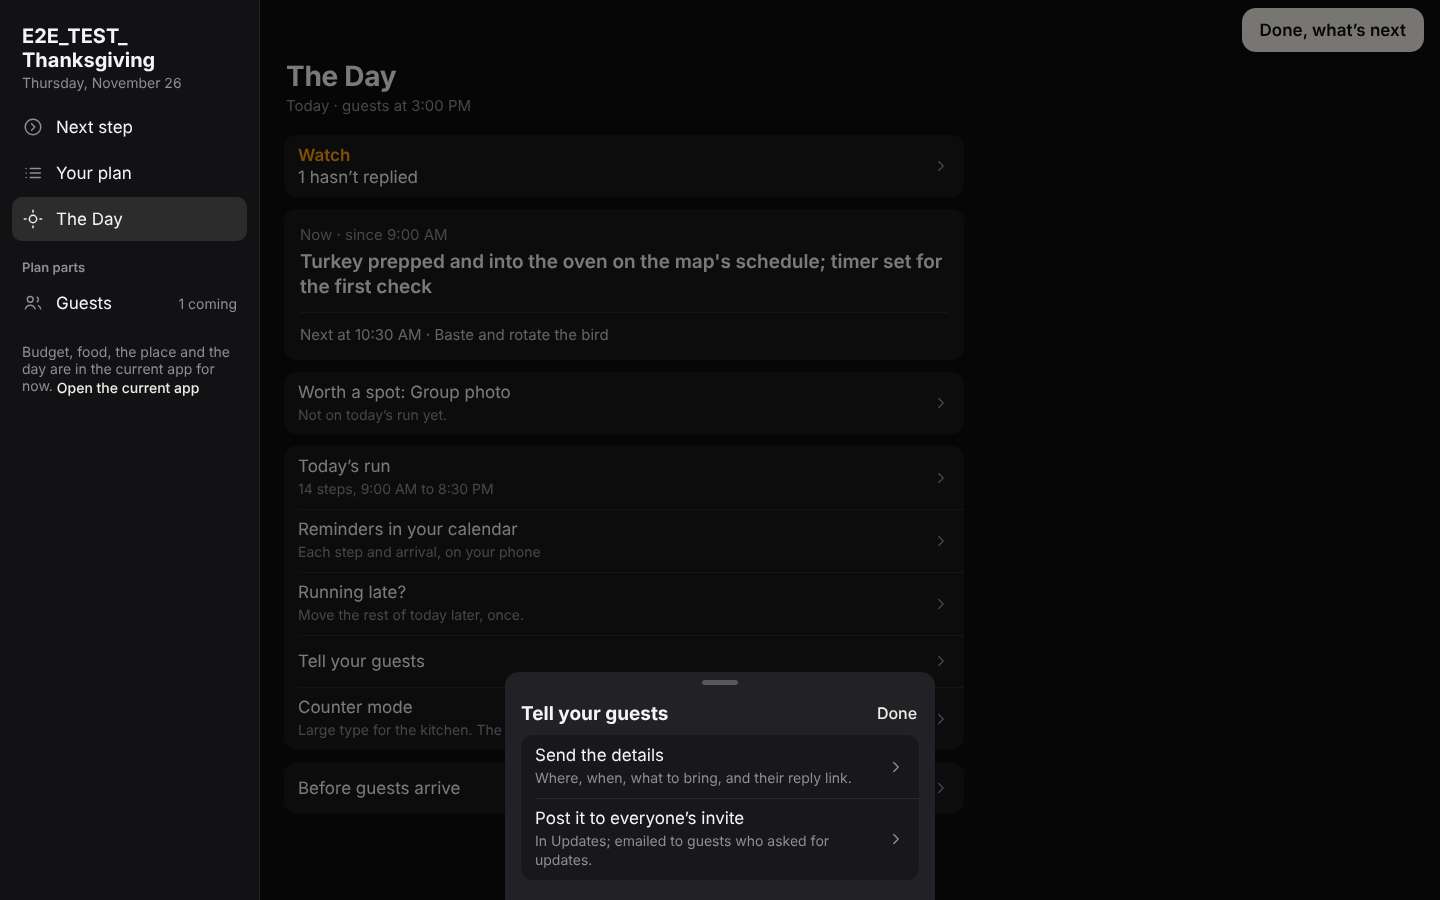 E2E_TEST_
Thanksgiving
Thursday, November 26
Next step
Your plan
The Day
Plan parts
Guests
1 coming
Budget, food, the place and the
day are in the current app for
now. Open the current app
Done, what’s next
The Day
Today · guests at 3:00 PM
Watch
1 hasn’t replied
Now · since 9:00 AM
Turkey prepped and into the oven on the map's schedule; timer set for
the first check
Next at 10:30 AM · Baste and rotate the bird
Worth a spot: Group photo
Not on today’s run yet.
Today’s run
14 steps, 9:00 AM to 8:30 PM
Reminders in your calendar
Each step and arrival, on your phone
Running late?
Move the rest of today later, once.
Tell your guests
Counter mode
Large type for the kitchen. The
Before guests arrive
Tell your guests
Done
Send the details
Where, when, what to bring, and their reply link.
Post it to everyone’s invite
In Updates; emailed to guests who asked for
updates.